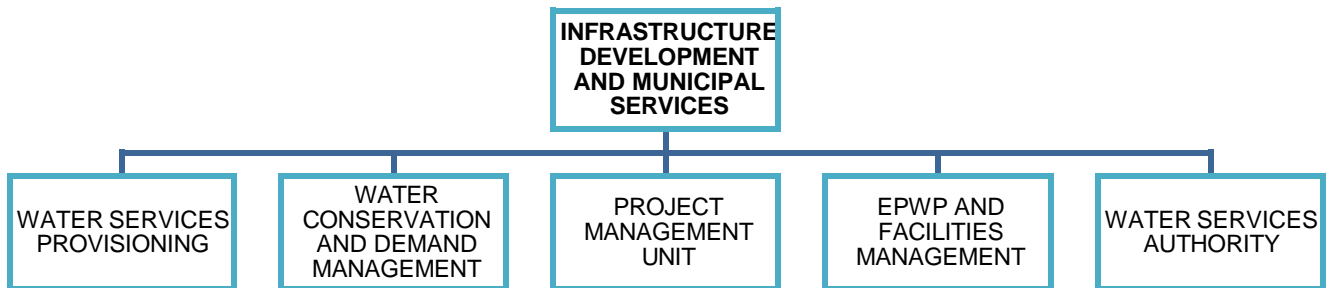 INFRASTRUCTURE
DEVELOPMENT
AND MUNICIPAL
SERVICES
WATER SERVICES
PROVISIONING
WATER
CONSERVATION
AND DEMAND
MANAGEMENT
PROJECT
MANAGEMENT
UNIT
EPWP AND
FACILITIES
MANAGEMENT
WATER SERVICES
AUTHORITY